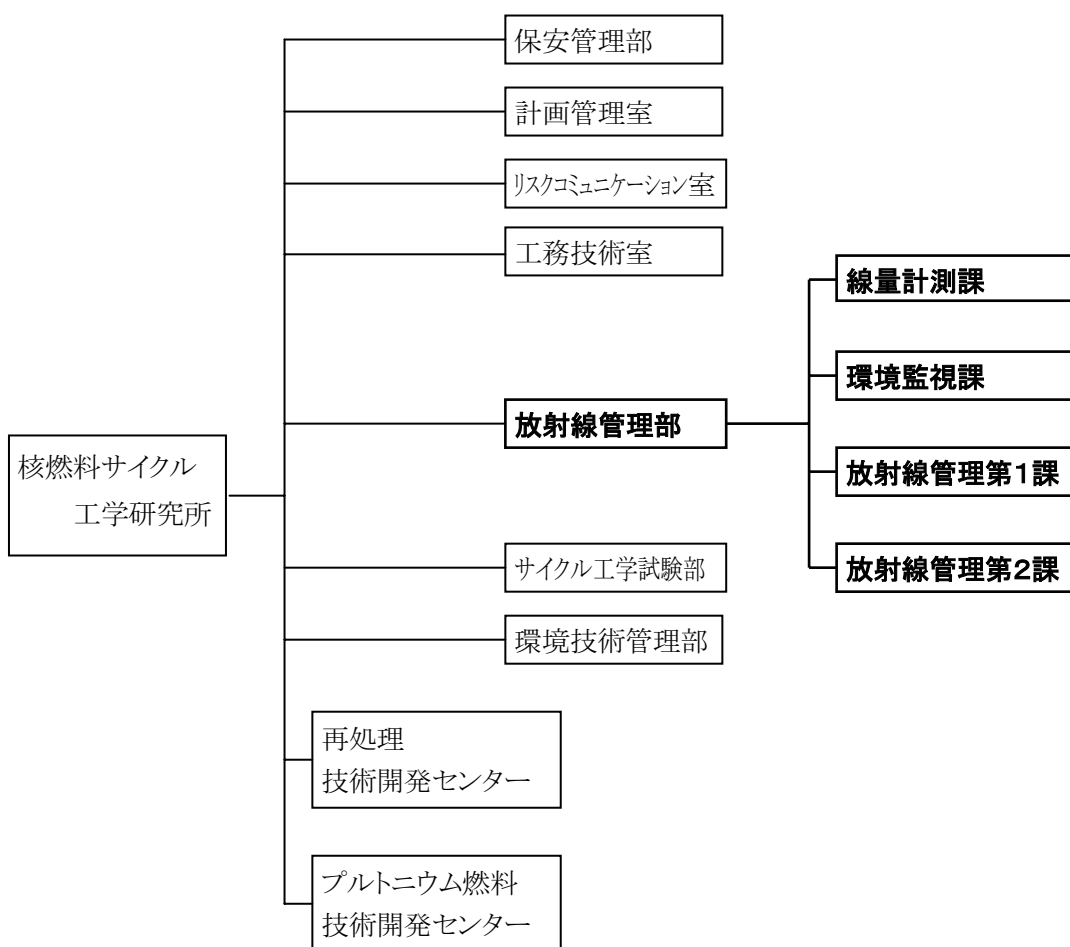 保安管理部
計画管理室
リスクコミュニケーション室
工務技術室
線量計測課
環境監視課
放射線管理部
核燃料サイクル
工学研究所
放射線管理第1課
放射線管理第2課
サイクル工学試験部
環境技術管理部
再処理
技術開発センター
プルトニウム燃料
技術開発センター